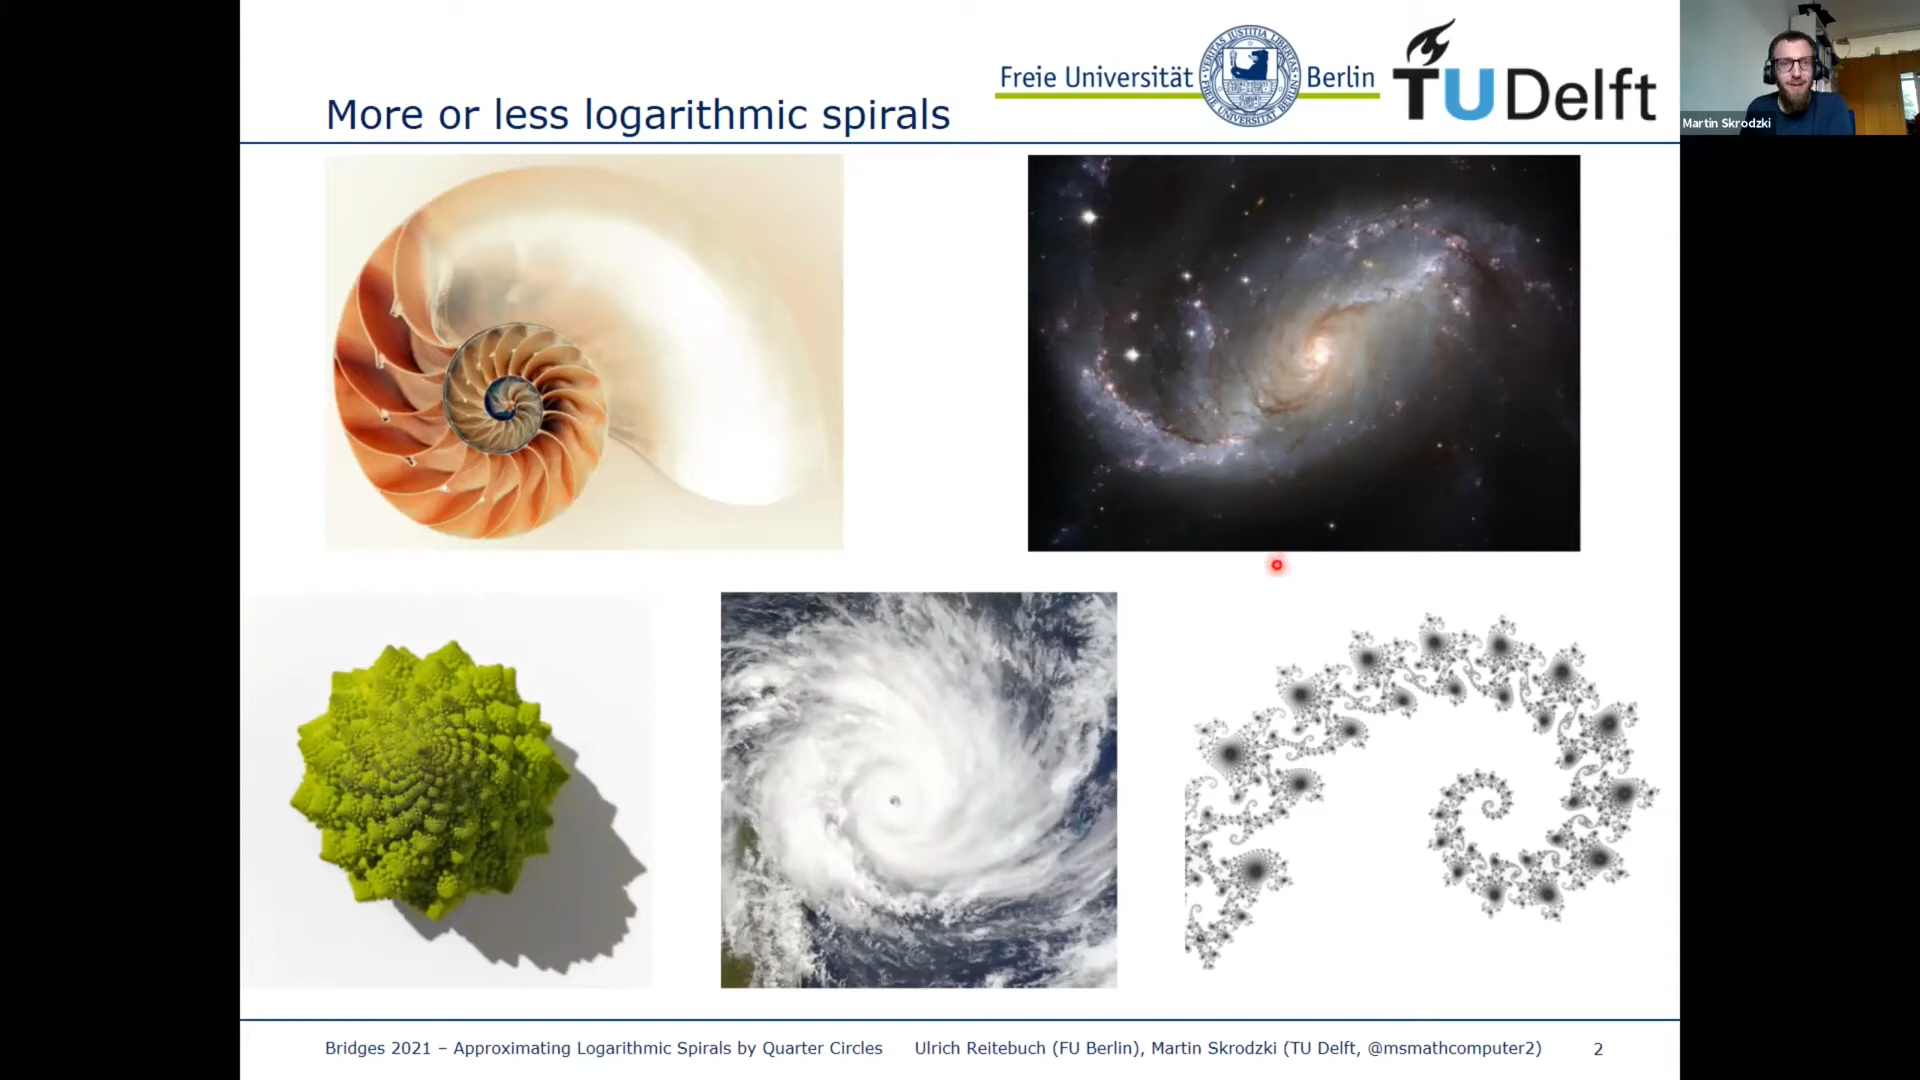 More or less logarithmic spirals
Freie Universität Berlin
TU Delft
Martin Skrodzki
Bridges 2021 – Approximating Logarithmic Spirals by Quarter Circles Ulrich Reitebuch (FU Berlin), Martin Skrodzki (TU Delft, @msmathcomputer2) 2